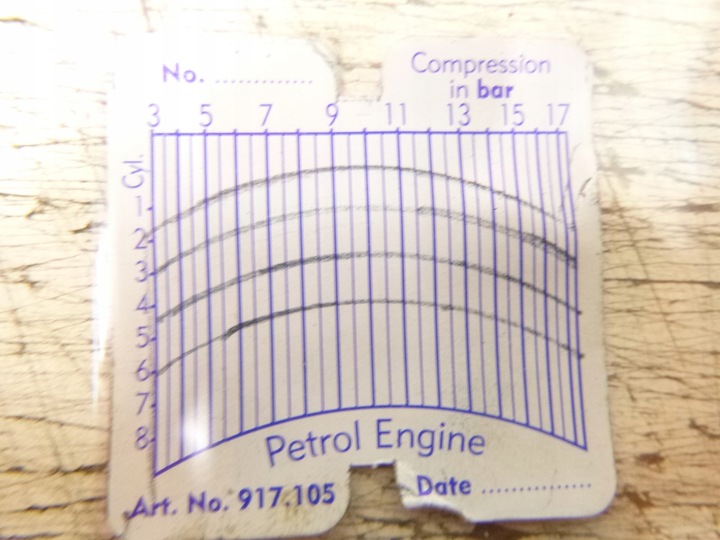 No. ..............
Compression
in bar
3 5 7 9 11 13 15 17
Cyl.
1
2
3
4
5
6
7
8
Petrol Engine
Art. No. 917.105
Date ................